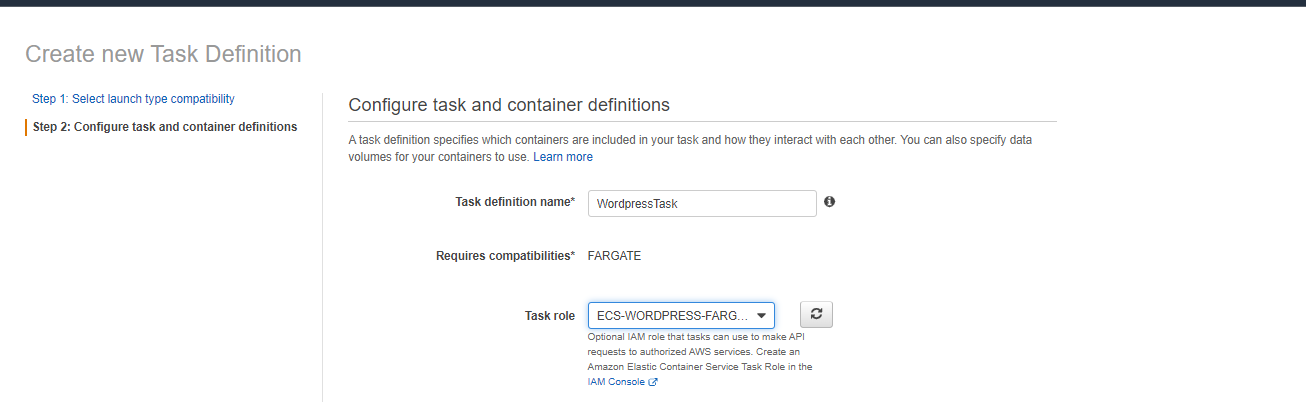 Create new Task Definition
Step 1: Select launch type compatibility
Step 2: Configure task and container definitions
Configure task and container definitions
A task definition specifies which containers are included in your task and how they interact with each other. You can also specify data
volumes for your containers to use. Learn more
Task definition name* WordpressTask
Requires compatibilities* FARGATE
Task role ECS-WORDPRESS-FARG...
Optional IAM role that tasks can use to make API
requests to authorized AWS services. Create an
Amazon Elastic Container Service Task Role in the
IAM Console